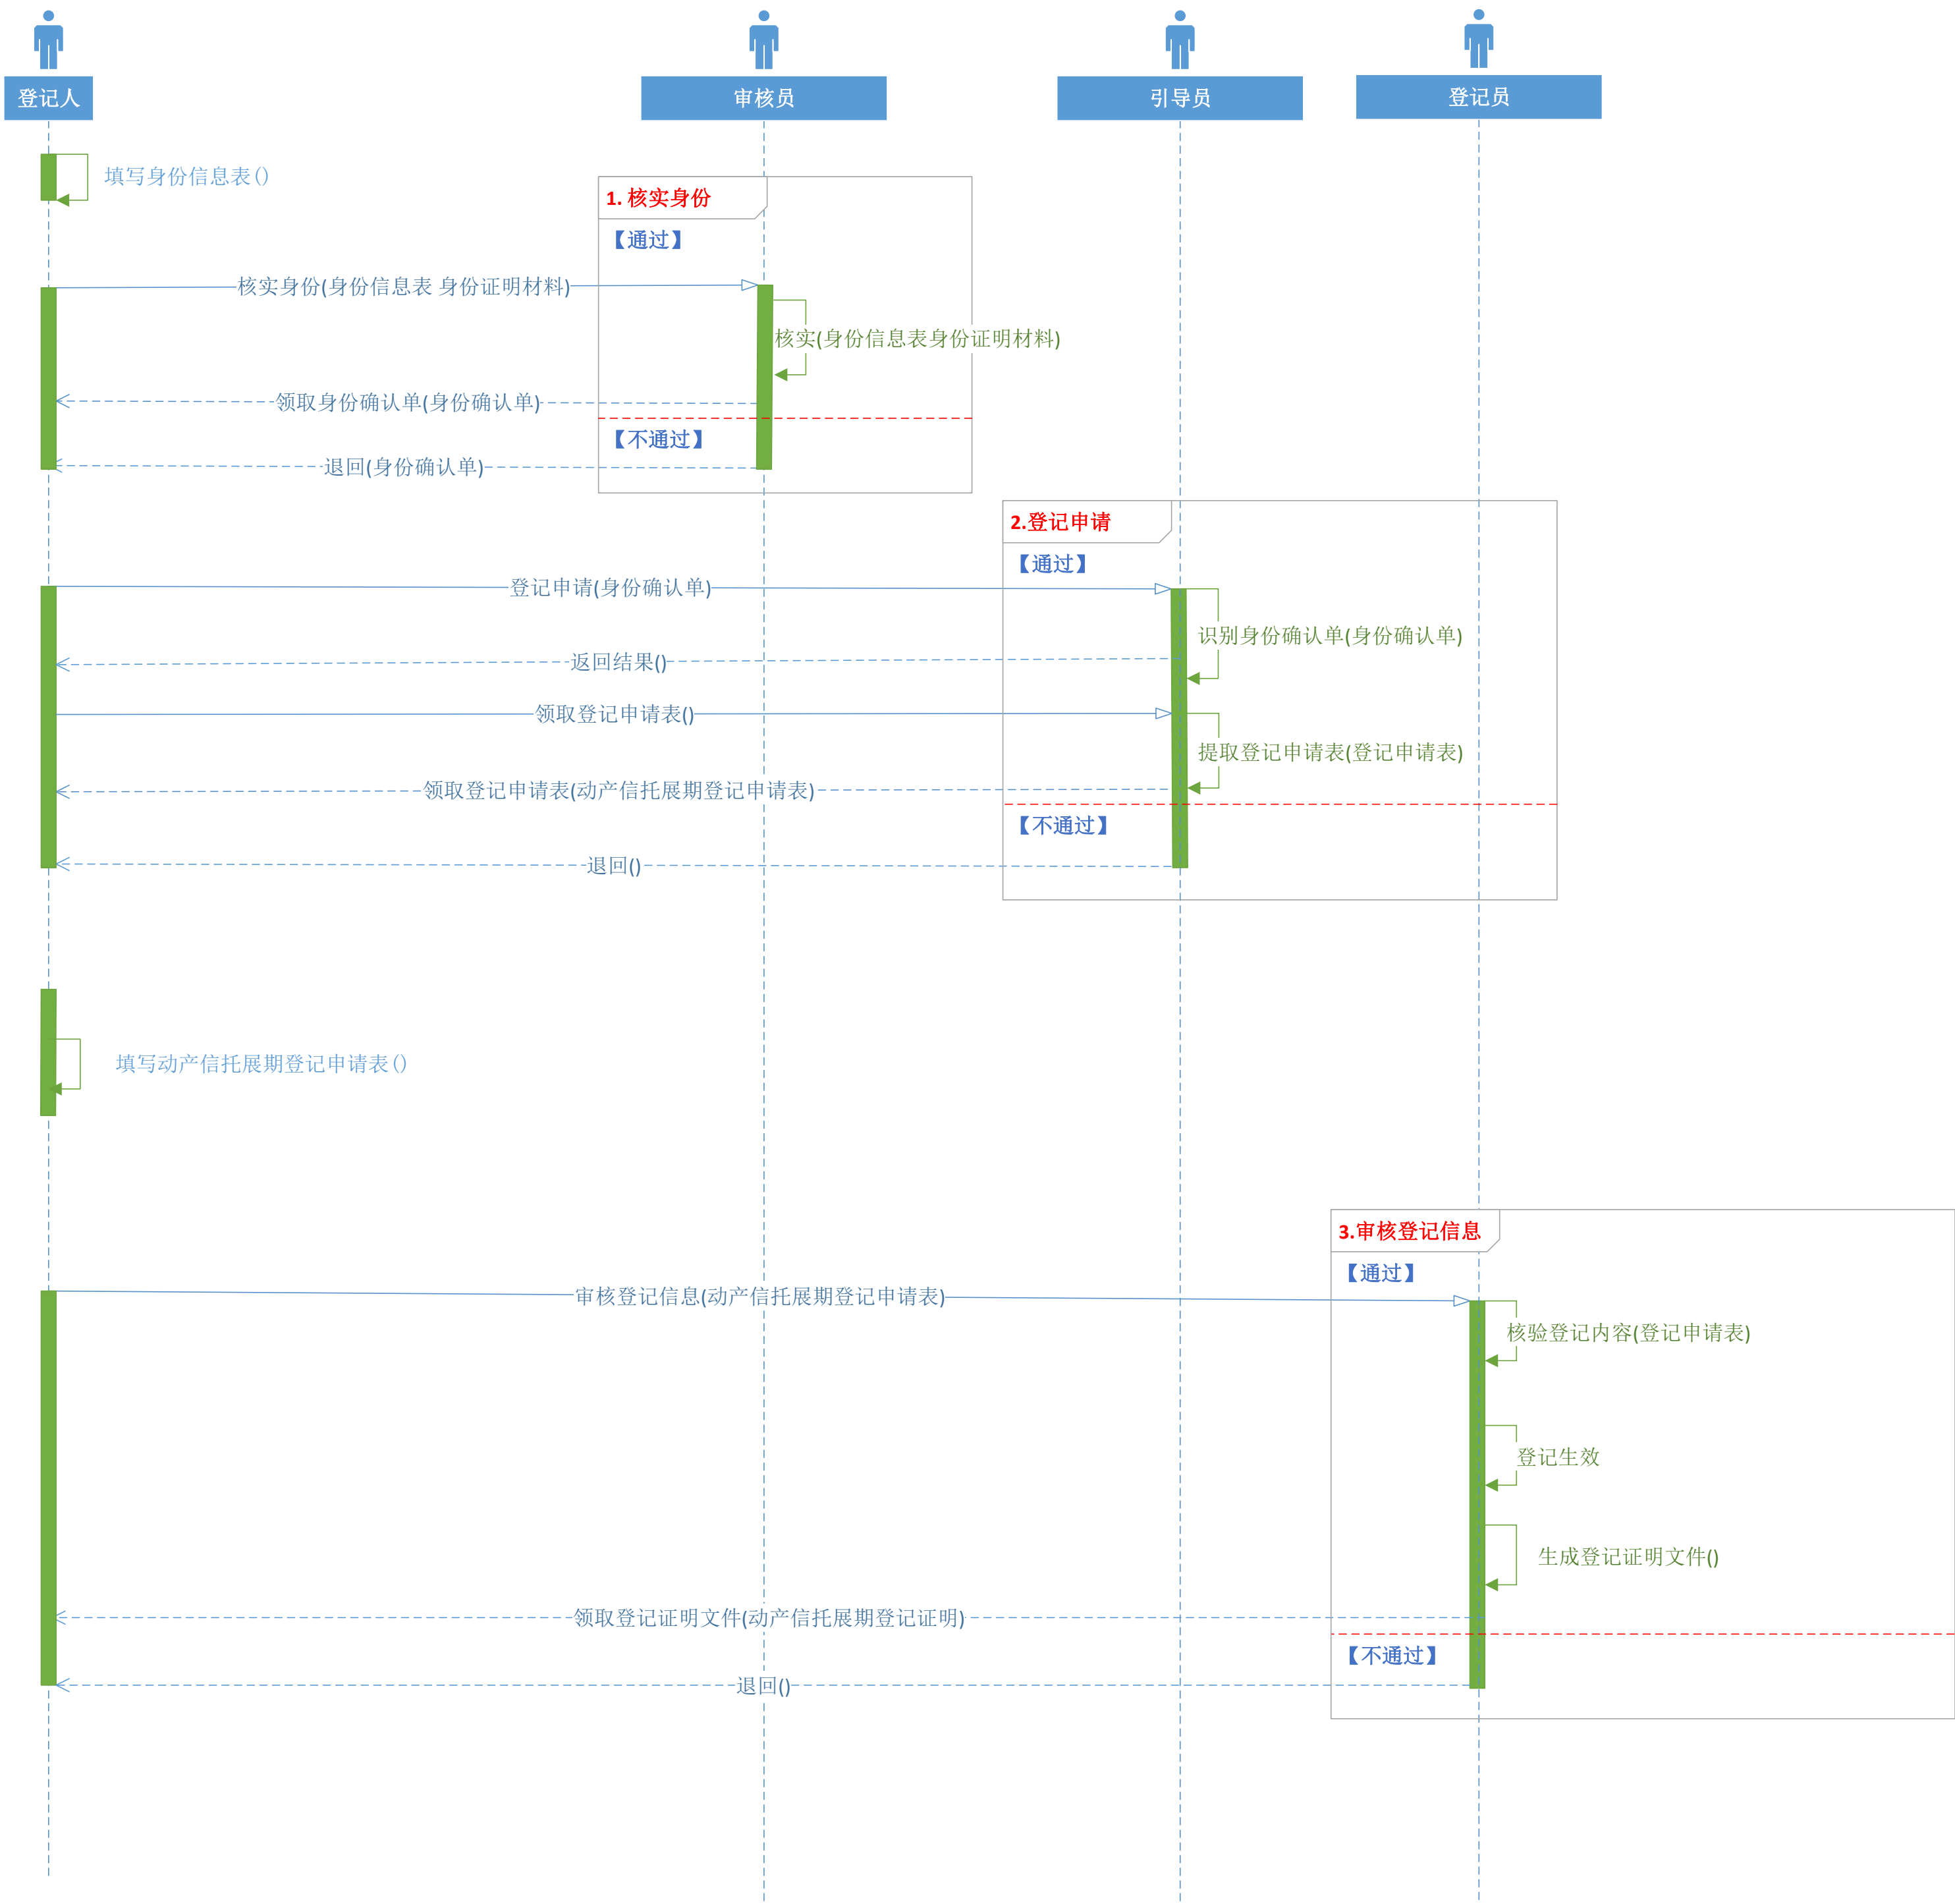 登记人
审核员
引导员
登记员
填写身份信息表()
1. 核实身份
【通过】
核实身份(身份信息表 身份证明材料)
核实(身份信息表身份证明材料)
领取身份确认单(身份确认单)
【不通过】
退回(身份确认单)
2.登记申请
【通过】
登记申请(身份确认单)
识别身份确认单(身份确认单)
返回结果()
领取登记申请表()
提取登记申请表(登记申请表)
领取登记申请表(动产信托展期登记申请表)
【不通过】
退回()
填写动产信托展期登记申请表()
3.审核登记信息
【通过】
审核登记信息(动产信托展期登记申请表)
核验登记内容(登记申请表)
登记生效
生成登记证明文件()
领取登记证明文件(动产信托展期登记证明)
【不通过】
退回()